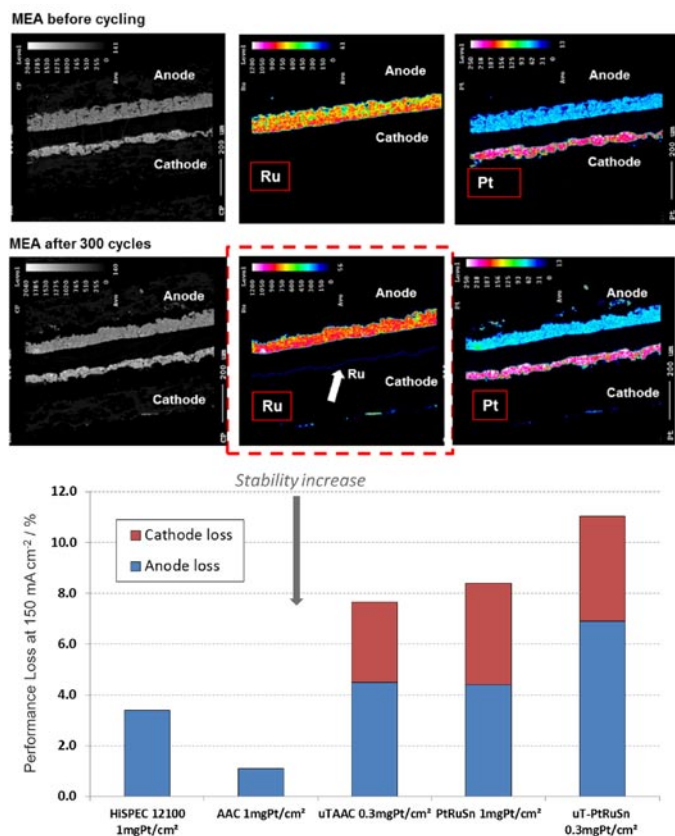 MEA before cycling
Anode
Cathode
Anode
Cathode
Ru
Anode
Cathode
Pt
MEA after 300 cycles
Anode
Cathode
Anode
Ru
Cathode
Ru
Anode
Cathode
Pt
Stability increase
Performance Loss at 150 mA cm⁻² / %
12.0
10.0
8.0
6.0
4.0
2.0
0.0
Cathode loss
Anode loss
HiSPEC 12100 1mgPt/cm²
AAC 1mgPt/cm²
uTAAC 0.3mgPt/cm²
PtRuSn 1mgPt/cm²
uT-PtRuSn 0.3mgPt/cm²